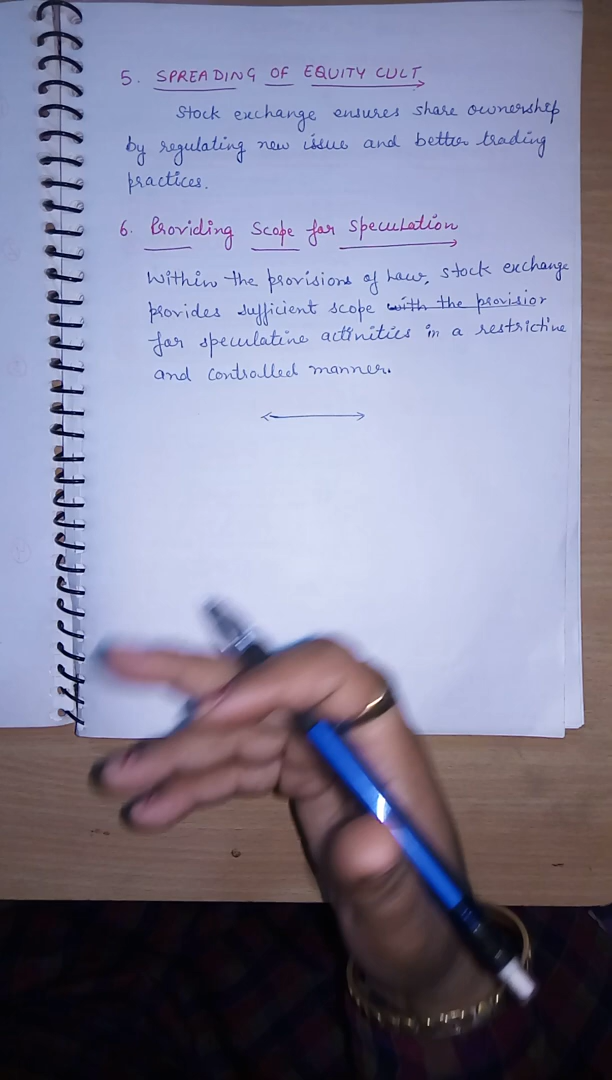 5. SPREADING OF EQUITY CULT
Stock exchange ensures share ownership
by regulating new issue and better trading
practices.
6. Providing Scope for Speculation
Within the provisions of Law, stock exchange
provides sufficient scope with the provision
for speculative activities in a restrictive
and controlled manner.